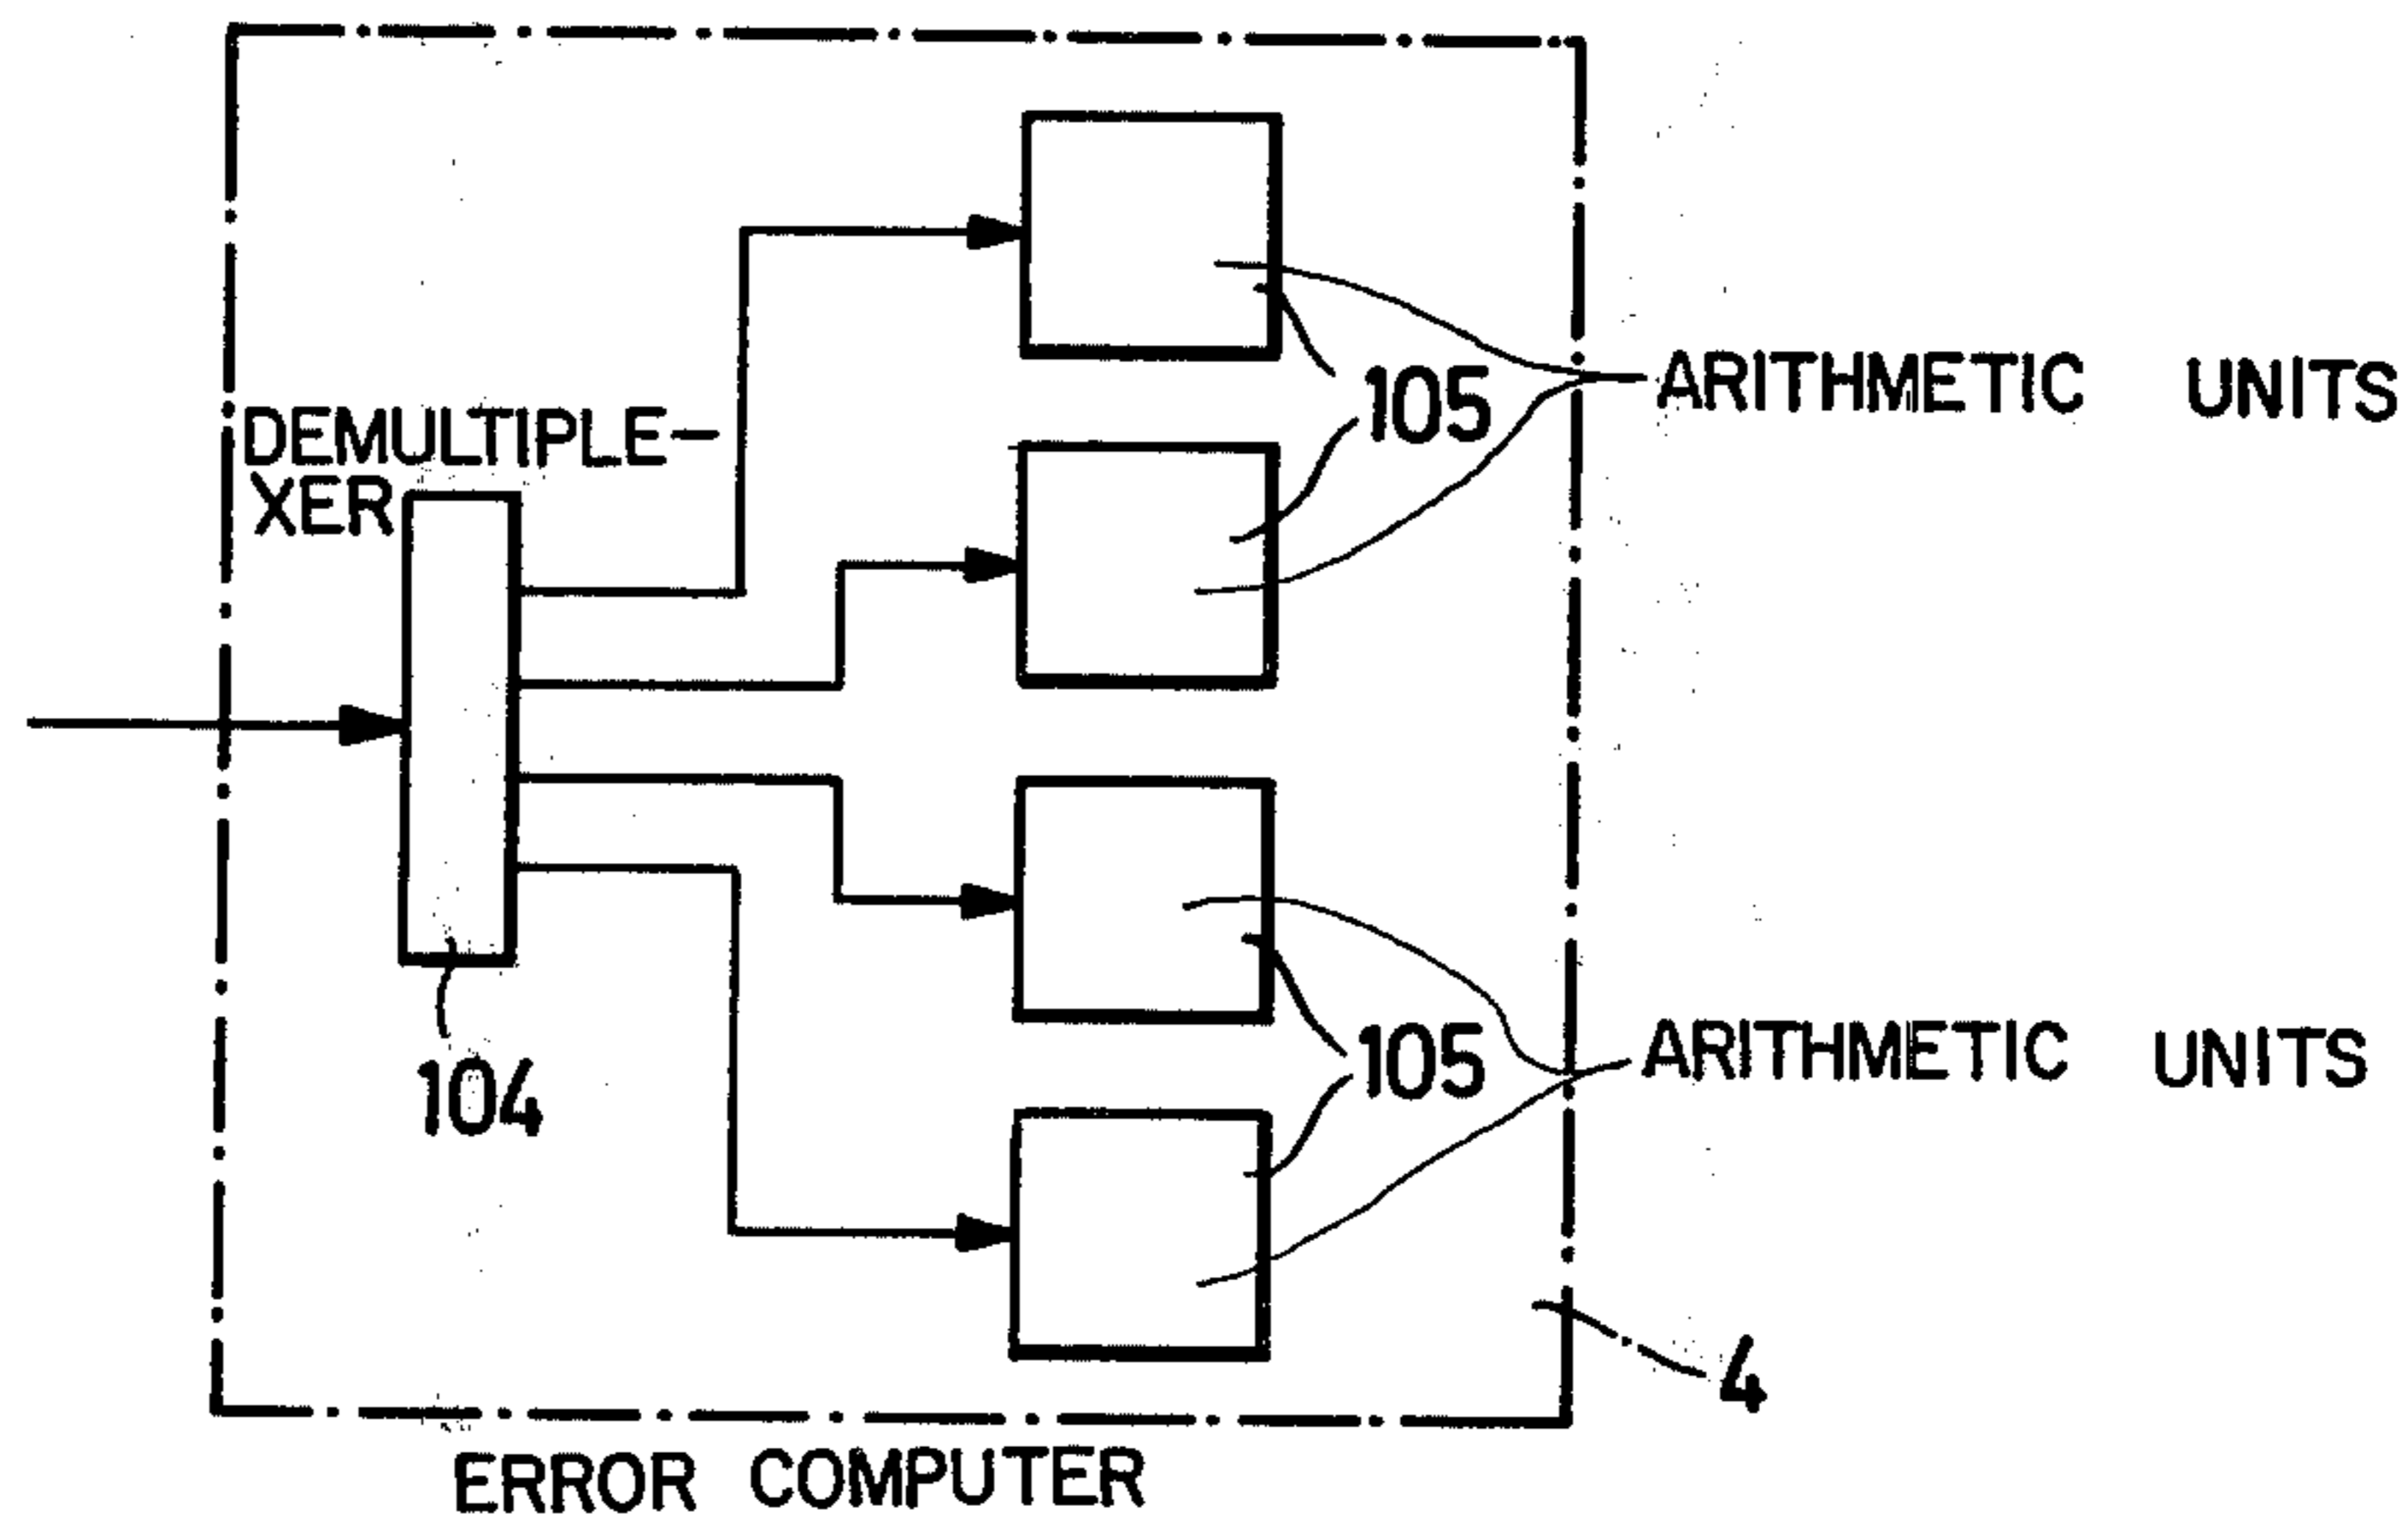 105
ARITHMETIC UNITS
DEMULTIPLE-
XER
104
105
ARITHMETIC UNITS
4
ERROR COMPUTER